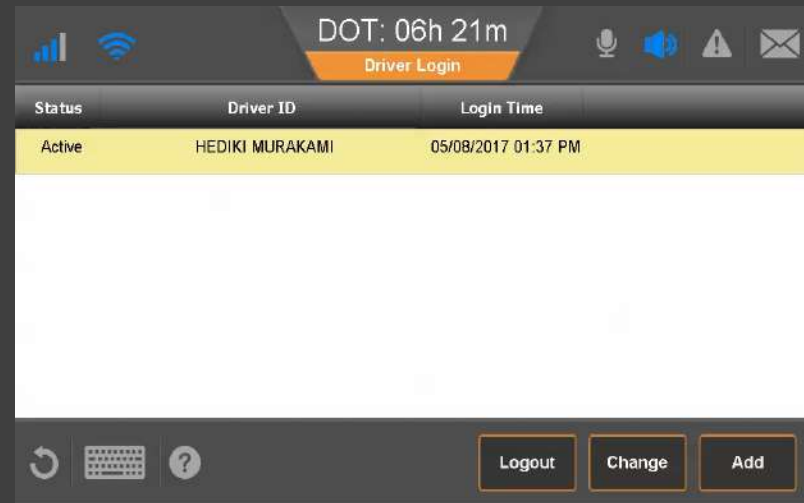 DOT: 06h 21m
Driver Login
Status Driver ID Login Time
Active HEDIKI MURAKAMI 05/08/2017 01:37 PM
Logout Change Add